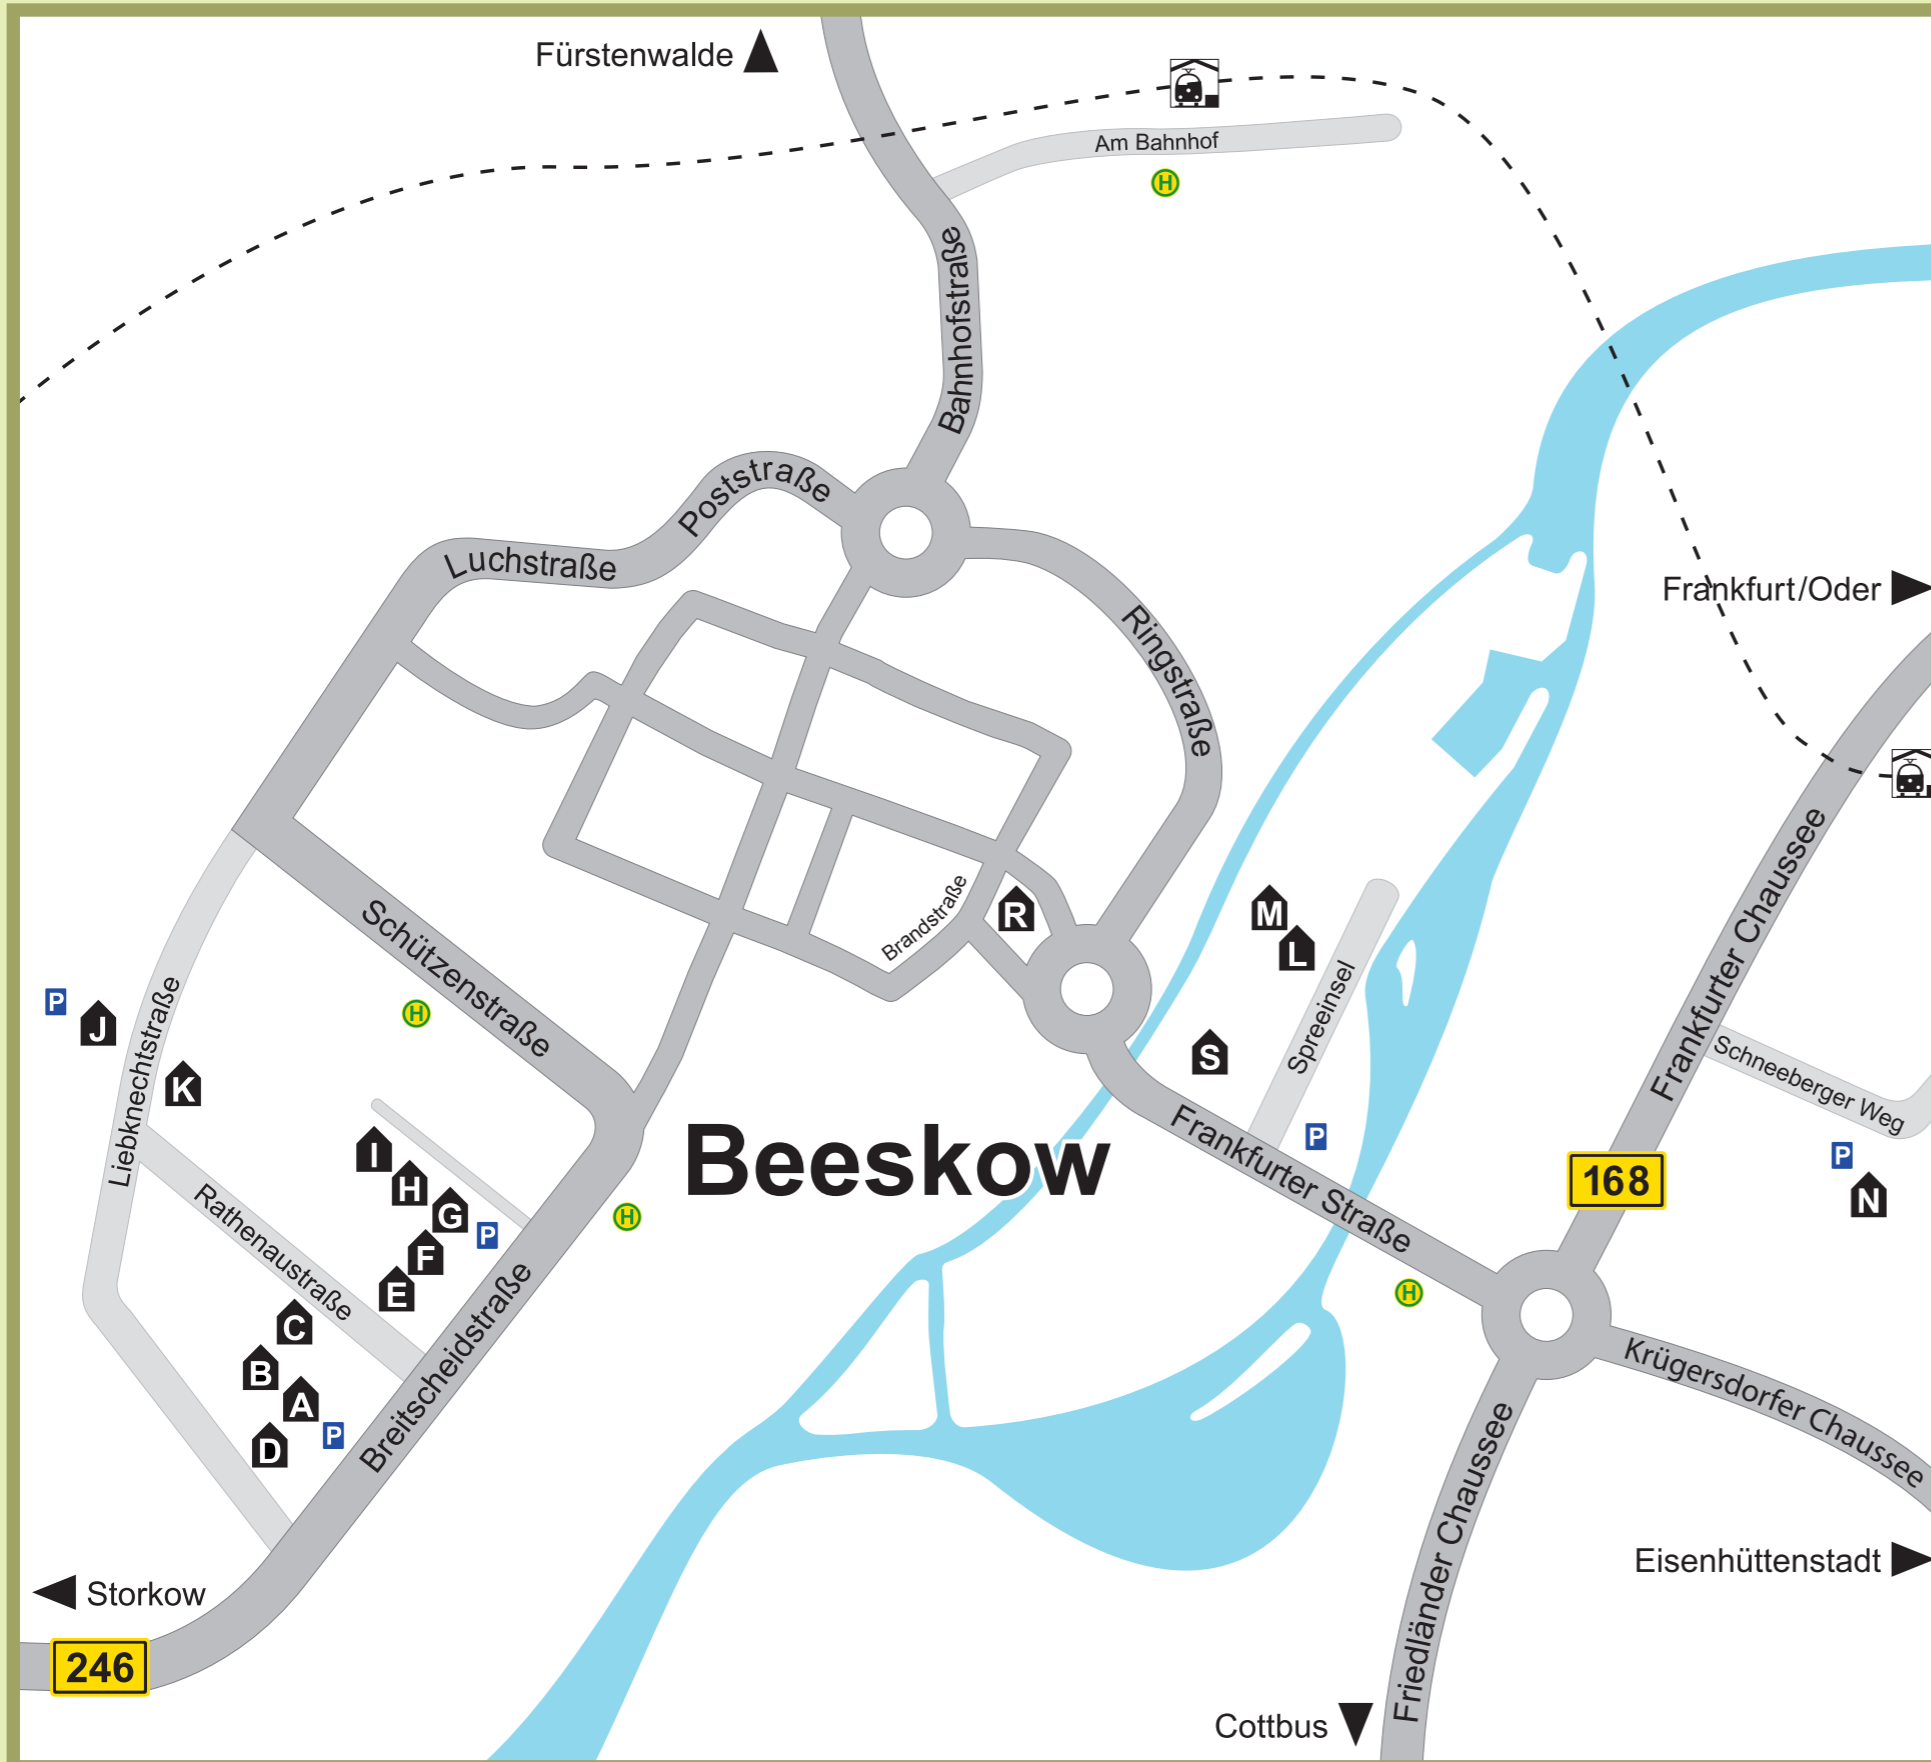 Fürstenwalde
Am Bahnhof
H
Bahnhofstraße
Poststraße
Luchstraße
Ringstraße
Frankfurt/Oder
Frankfurter Chaussee
Brandstraße
R
M
L
Schützenstraße
Spreeinsel
P
J
H
Liebknechtstraße
S
Schneeberger Weg
K
Frankfurter Straße
P
I
Beeskow
P
168
H
N
G
Rathenaustraße
P
H
F
E
H
C
Breitscheidstraße
Krügersdorfer Chaussee
B
A
P
D
Friedländer Chaussee
Eisenhüttenstadt
Storkow
246
Cottbus